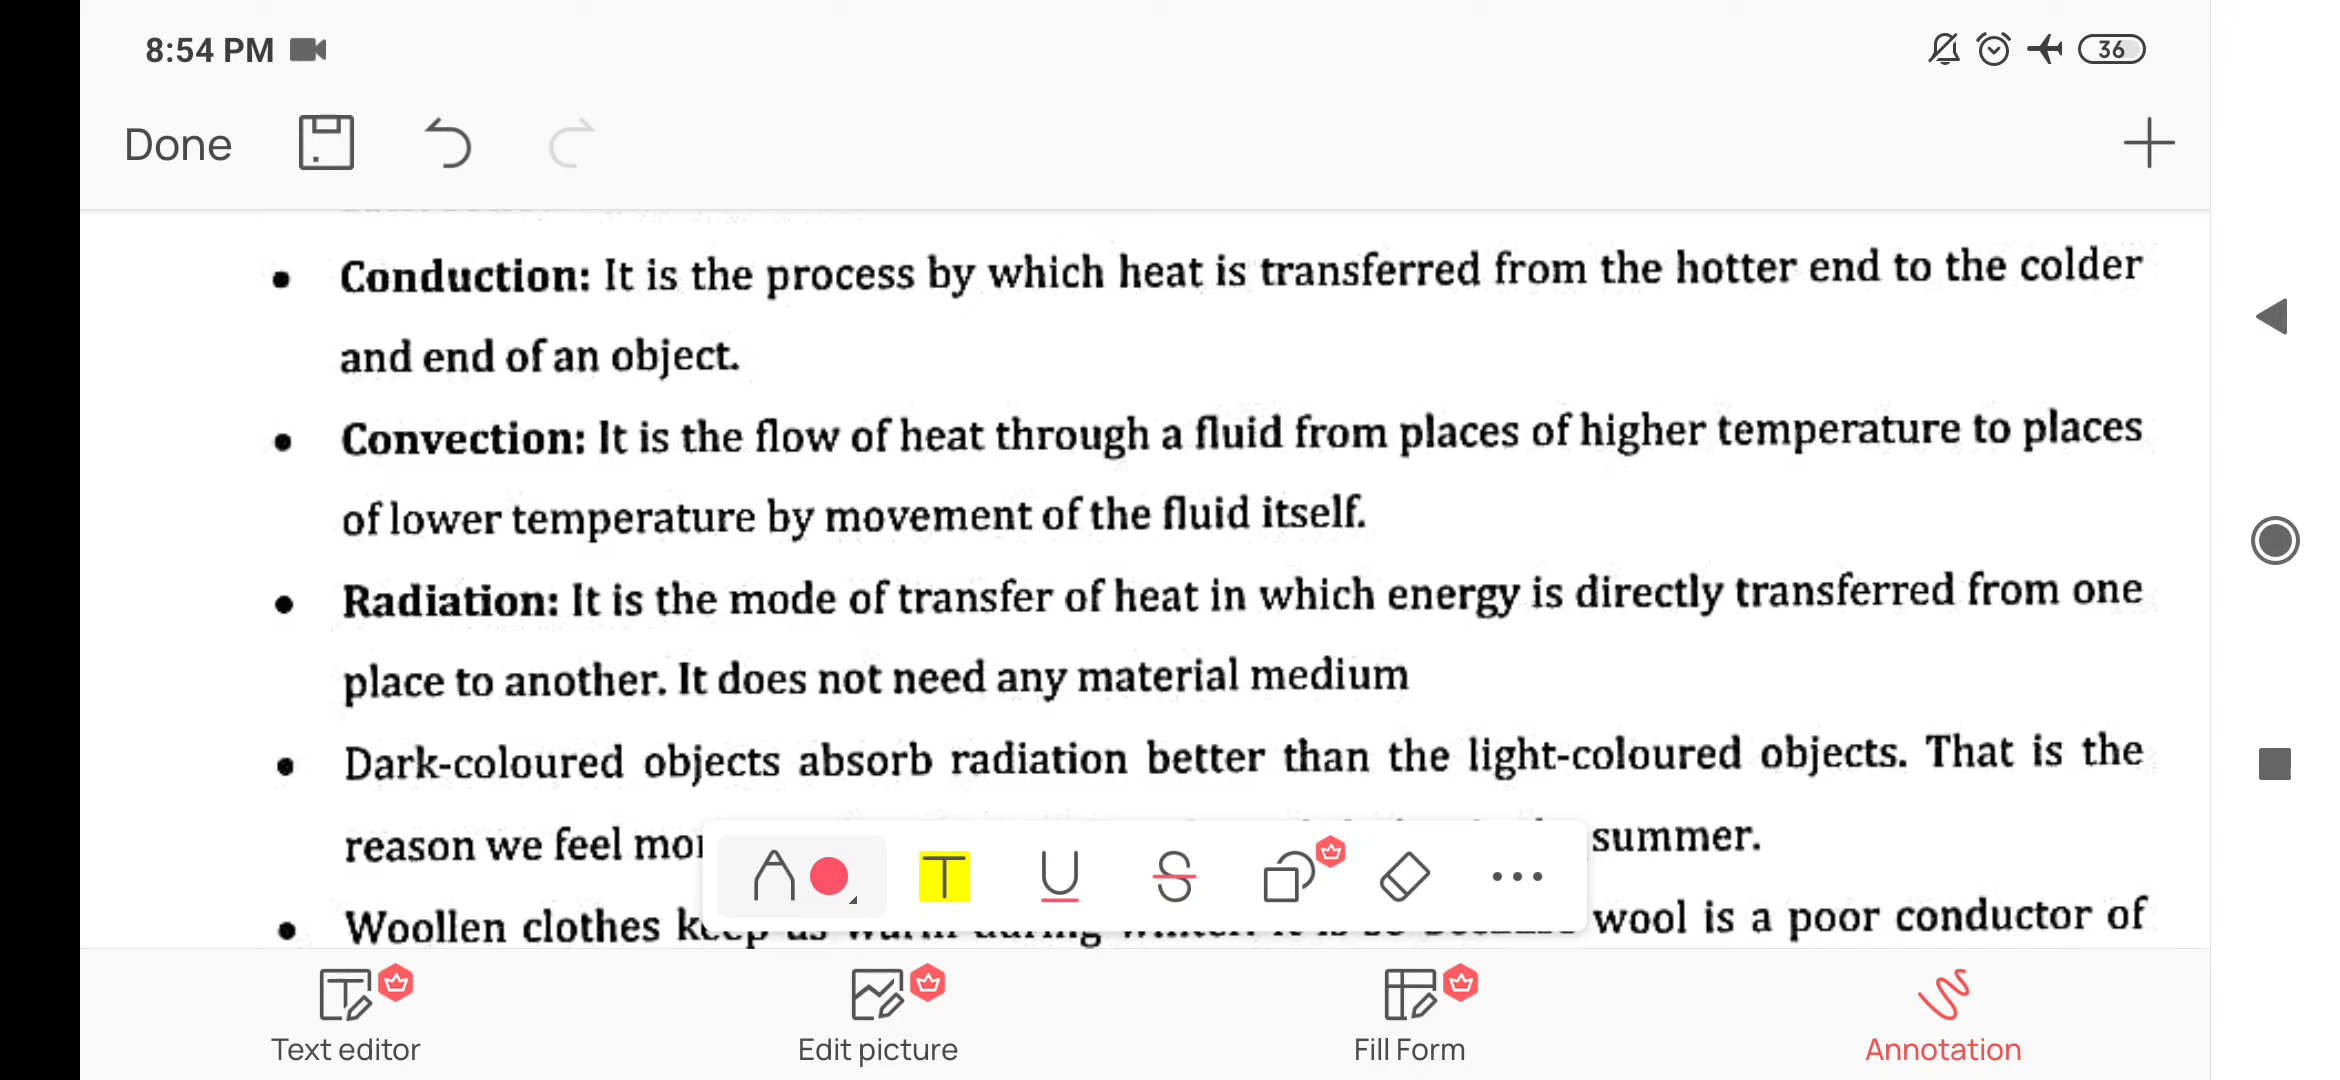 8:54 PM
36
Done
Conduction: It is the process by which heat is transferred from the hotter end to the colder
and end of an object.
Convection: It is the flow of heat through a fluid from places of higher temperature to places
of lower temperature by movement of the fluid itself.
Radiation: It is the mode of transfer of heat in which energy is directly transferred from one
place to another. It does not need any material medium
Dark-coloured objects absorb radiation better than the light-coloured objects. That is the
reason we feel summer.
Woollen clothes wool is a poor conductor of
T U S
Text editor
Edit picture
Fill Form
Annotation